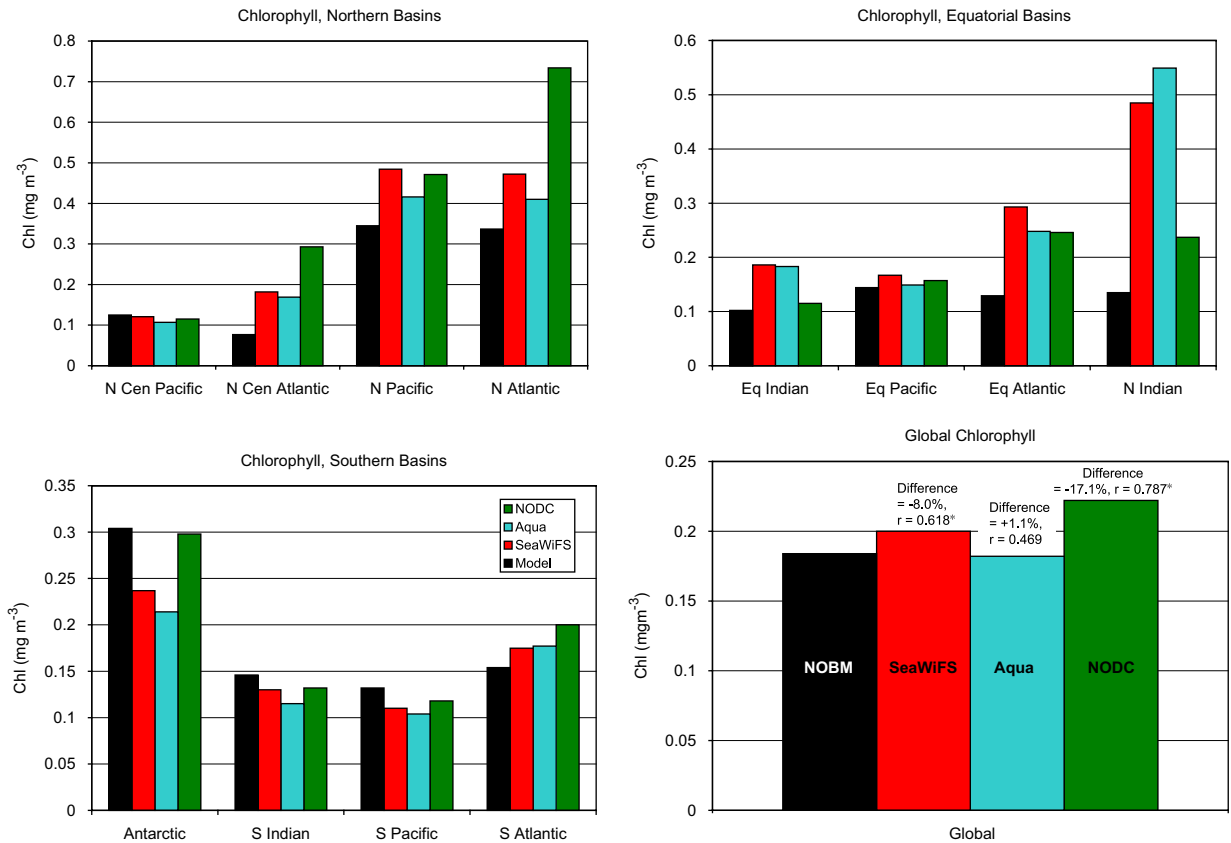 Chlorophyll, Northern Basins
0.8
0.7
0.6
0.5
0.4
0.3
0.2
0.1
0
Chl (mg m-3)
N Cen Pacific
N Cen Atlantic
N Pacific
N Atlantic
Chlorophyll, Equatorial Basins
0.6
0.5
0.4
0.3
0.2
0.1
0
Chl (mg m-3)
Eq Indian
Eq Pacific
Eq Atlantic
N Indian
Chlorophyll, Southern Basins
0.35
0.3
0.25
0.2
0.15
0.1
0.05
0
Chl (mg m-3)
NODC
Aqua
SeaWiFS
Model
Antarctic
S Indian
S Pacific
S Atlantic
Global Chlorophyll
0.25
0.2
0.15
0.1
0.05
0
Chl (mgm-3)
Difference
= -8.0%,
r = 0.618*
Difference
= +1.1%,
r = 0.469
Difference
= -17.1%, r = 0.787*
NOBM
SeaWiFS
Aqua
NODC
Global